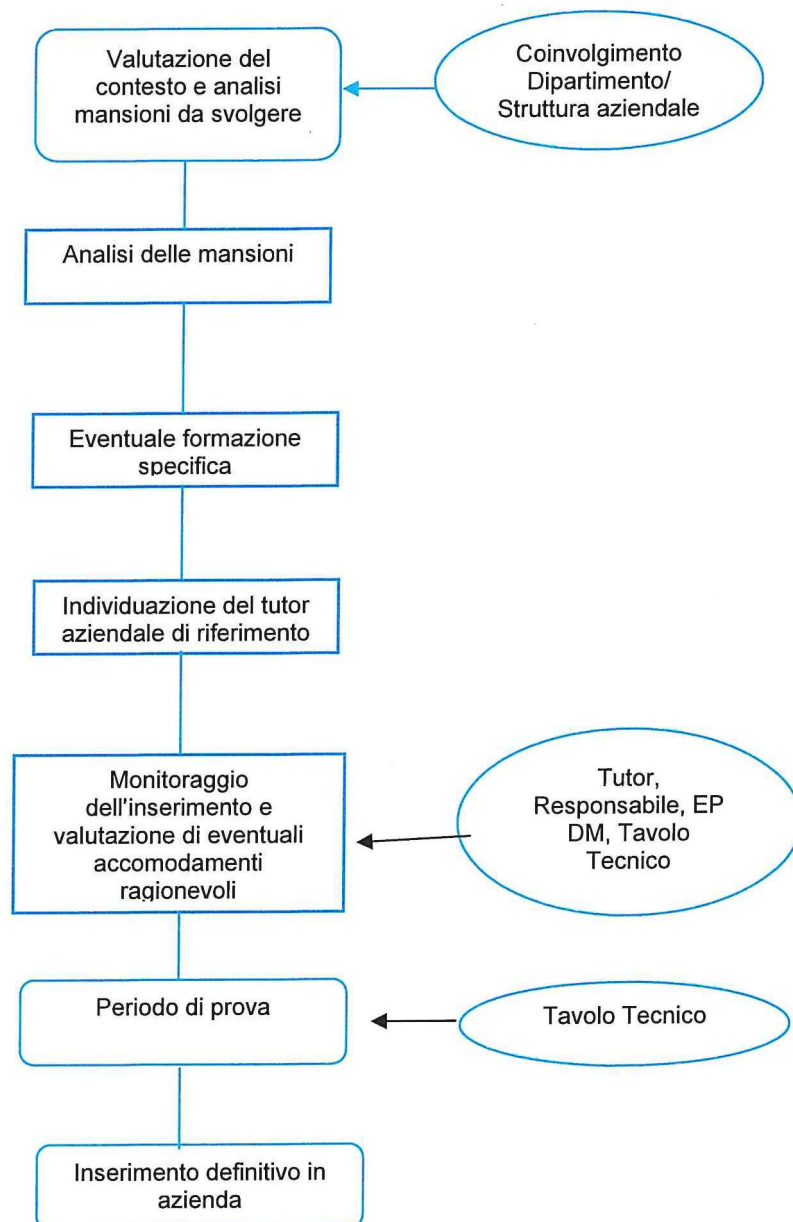 Valutazione del
contesto e analisi
mansioni da svolgere
Coinvolgimento
Dipartimento/
Struttura aziendale
Analisi delle mansioni
Eventuale formazione
specifica
Individuazione del tutor
aziendale di riferimento
Monitoraggio
dell'inserimento e
valutazione di eventuali
accomodamenti
ragionevoli
Tutor,
Responsabile, EP
DM, Tavolo
Tecnico
Periodo di prova
Tavolo Tecnico
Inserimento definitivo in
azienda